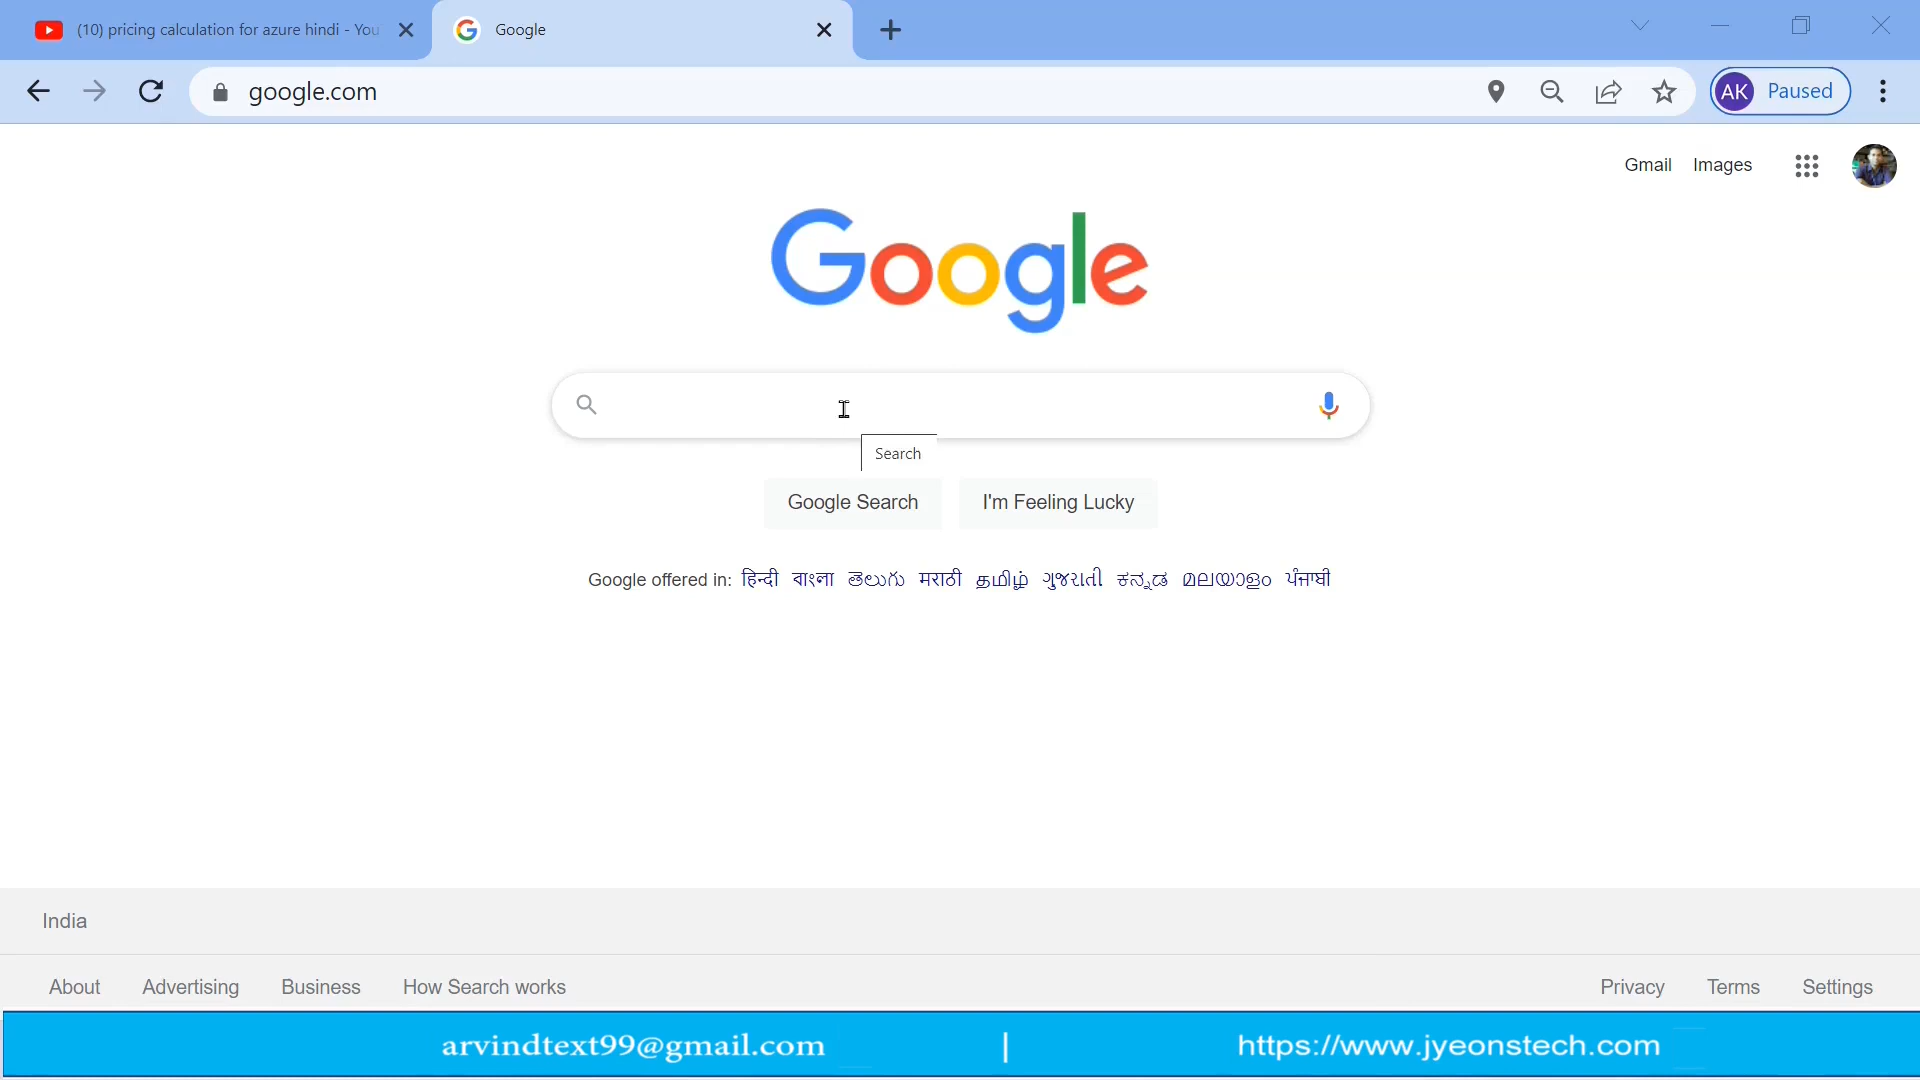 (10) pricing calculation for azure hindi - You
Google
google.com
AK Paused
Gmail Images
Google
Search
Google Search I'm Feeling Lucky
Google offered in: हिन्दी বাংলা తెలుగు मराठी தமிழ் ગુજરાતી ಕನ್ನಡ മലയാളം ਪੰਜਾਬੀ
India
About Advertising Business How Search works Privacy Terms Settings
arvindtext99@gmail.com | https://www.jyeonstech.com